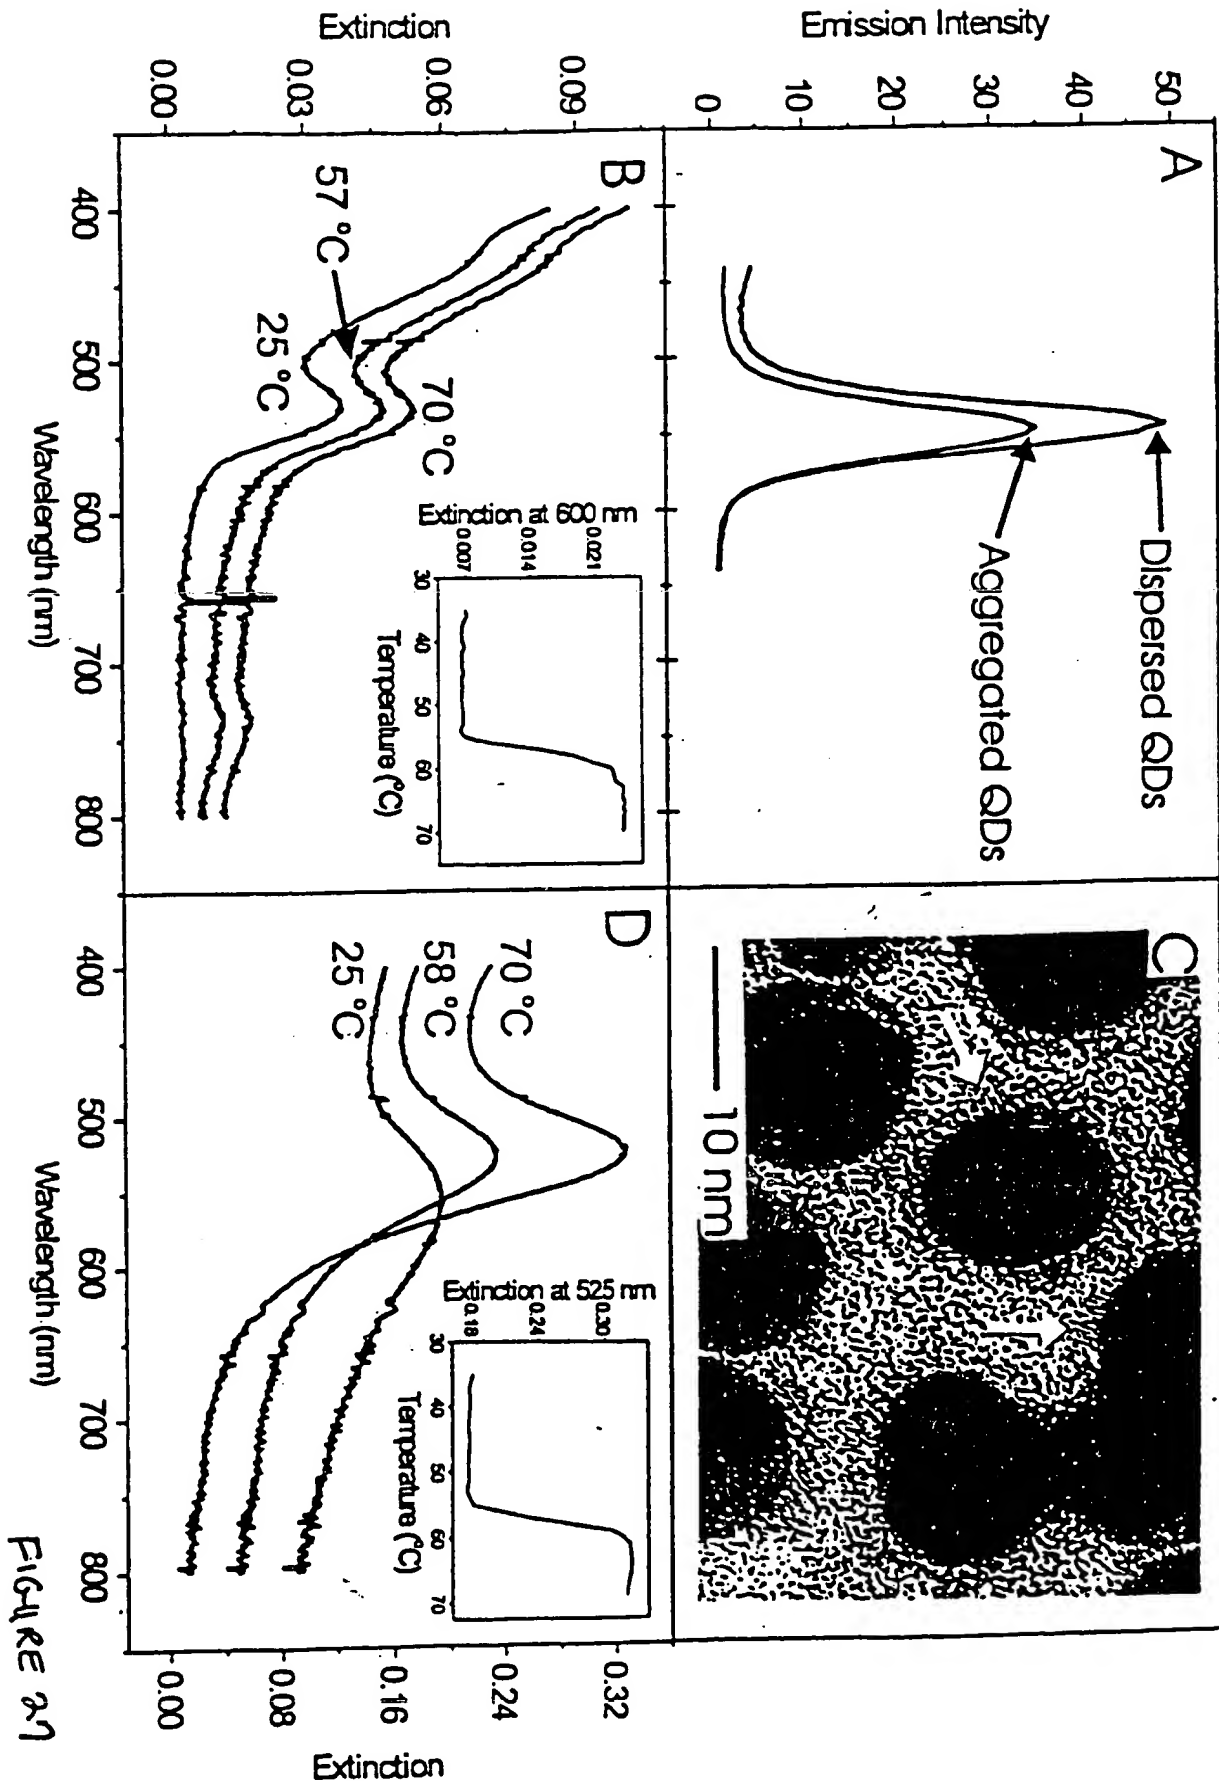 A
Emission Intensity
50
40
30
20
10
0
Dispersed QDs
Aggregated QDs
B
Extinction
0.09
0.06
0.03
0.00
57 °C
25 °C
70 °C
400
500
600
700
800
Wavelength (nm)
Extinction at 600 nm
0.021
0.014
0.007
30
40
50
60
70
Temperature (°C)
C
10 nm
D
70 °C
58 °C
25 °C
400
500
600
700
800
Wavelength (nm)
Extinction at 525 nm
0.30
0.24
0.18
30
40
50
60
70
Temperature (°C)
0.32
0.24
0.16
0.08
0.00
Extinction
FIGURE 27